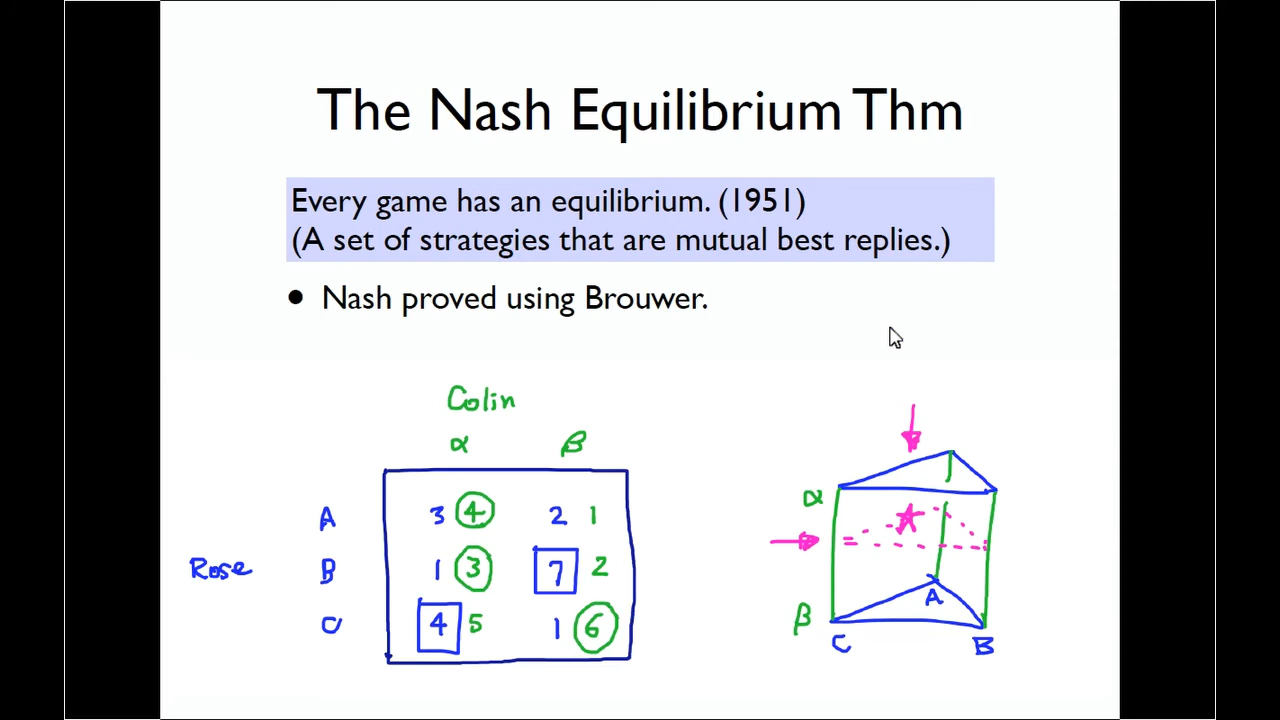 The Nash Equilibrium Thm
Every game has an equilibrium. (1951)
(A set of strategies that are mutual best replies.)
• Nash proved using Brouwer.
Colin
α β
A 3 4 2 1
Rose B 1 3 7 2
C 4 5 1 6
α
β
A
C B